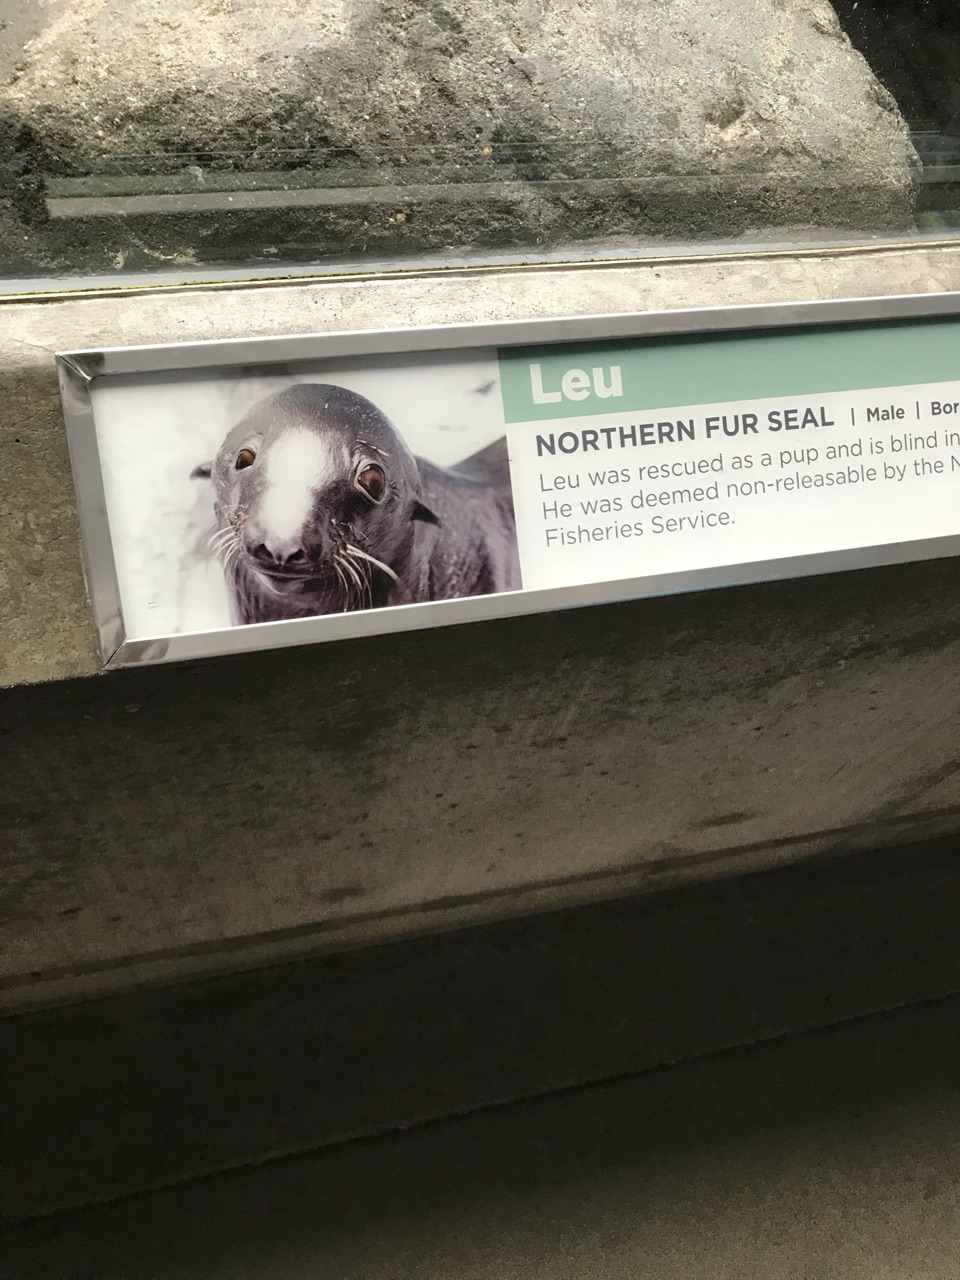 Leu
NORTHERN FUR SEAL | Male |
Leu was rescued as a pup and is blind in
He was deemed non-releasable by the
Fisheries Service.